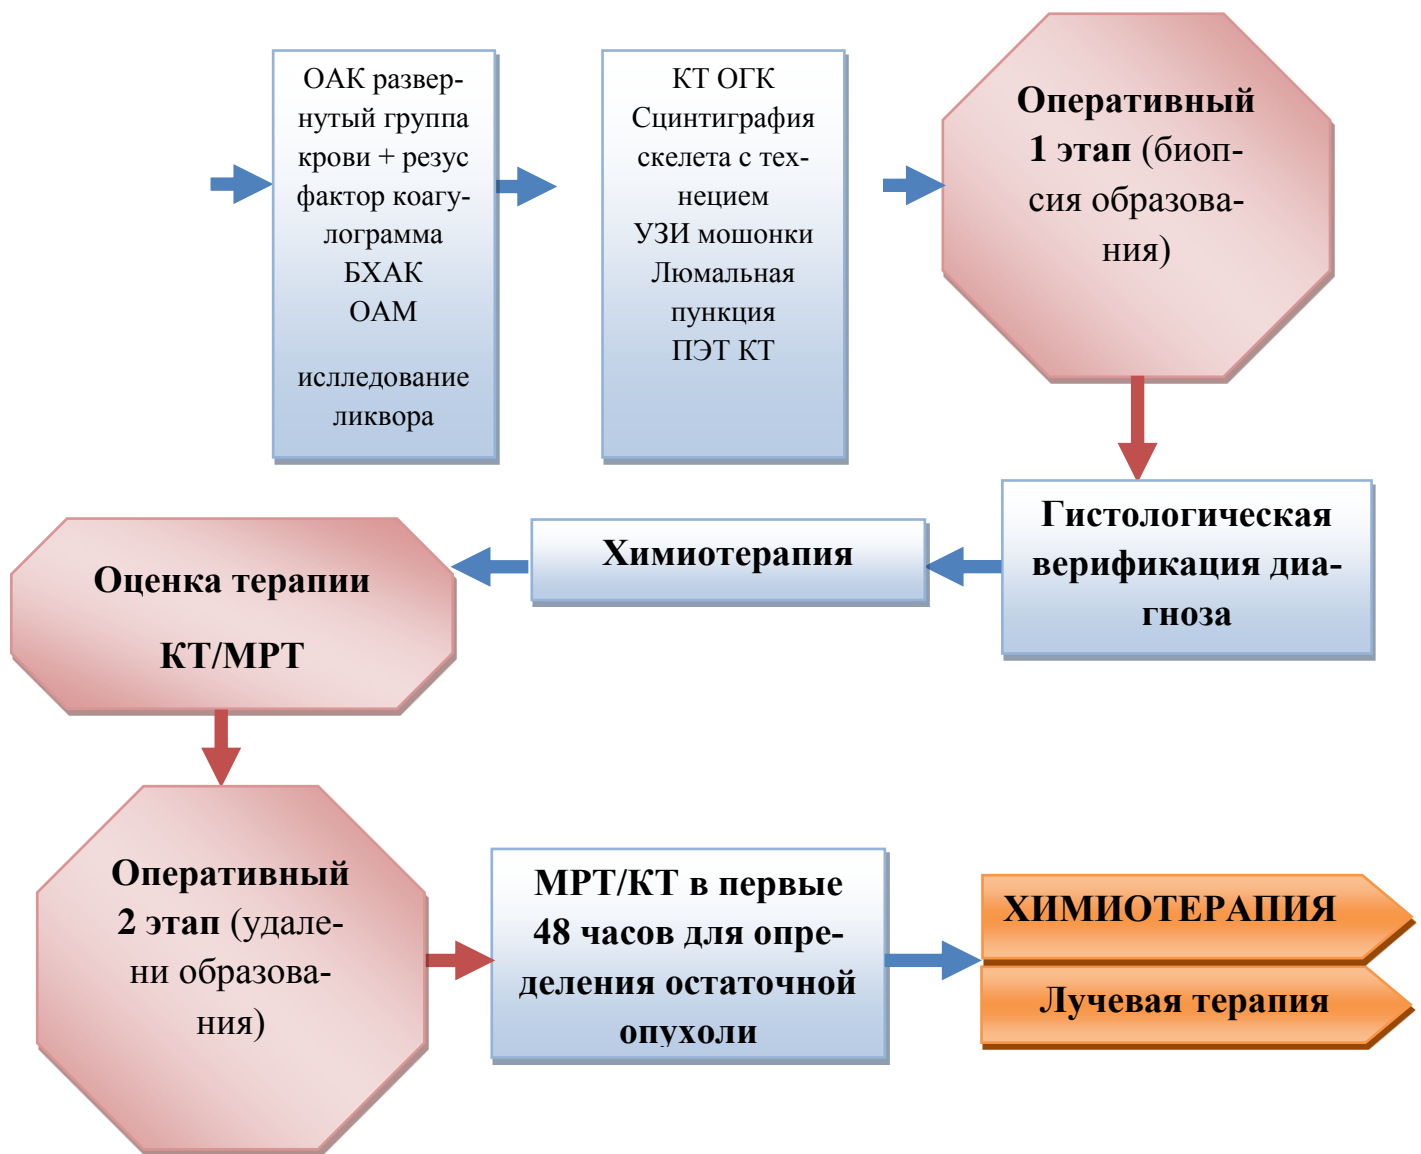 ОАК развер-
нутый группа
крови + резус
фактор коагу-
лограмма
БХАК
ОАМ
ислледование
ликвора
КТ ОГК
Сцинтиграфия
скелета с тех-
нецием
УЗИ мошонки
Люмальная
пункция
ПЭТ КТ
Оперативный
1 этап (биоп-
сия образова-
ния)
Гистологическая
верификация диа-
гноза
Химиотерапия
Оценка терапии
КТ/МРТ
Оперативный
2 этап (удале-
ни образова-
ния)
МРТ/КТ в первые
48 часов для опре-
деления остаточной
опухоли
ХИМИОТЕРАПИЯ
Лучевая терапия